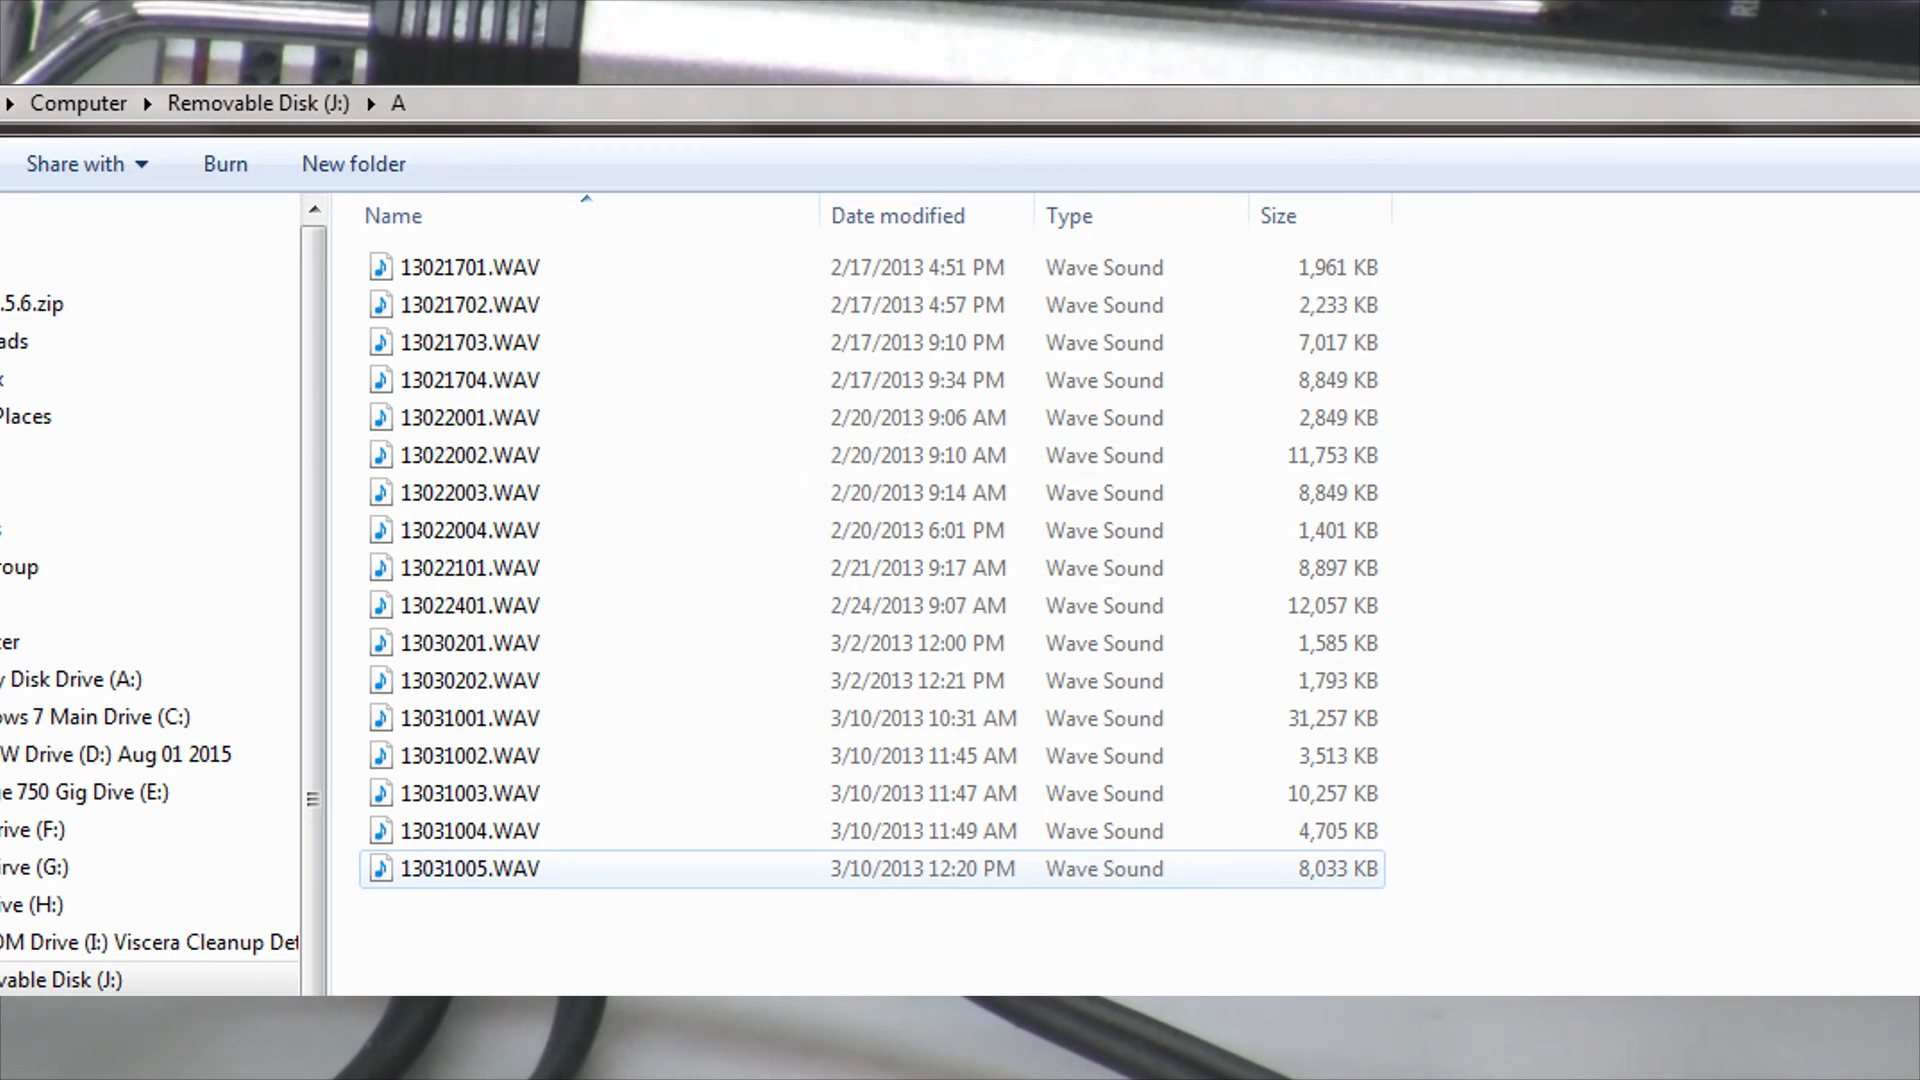 Computer Removable Disk (J:) A
Share with Burn New folder
Name Date modified Type Size
13021701.WAV 2/17/2013 4:51 PM Wave Sound 1,961 KB
13021702.WAV 2/17/2013 4:57 PM Wave Sound 2,233 KB
13021703.WAV 2/17/2013 9:10 PM Wave Sound 7,017 KB
13021704.WAV 2/17/2013 9:34 PM Wave Sound 8,849 KB
13022001.WAV 2/20/2013 9:06 AM Wave Sound 2,849 KB
13022002.WAV 2/20/2013 9:10 AM Wave Sound 11,753 KB
13022003.WAV 2/20/2013 9:14 AM Wave Sound 8,849 KB
13022004.WAV 2/20/2013 6:01 PM Wave Sound 1,401 KB
13022101.WAV 2/21/2013 9:17 AM Wave Sound 8,897 KB
13022401.WAV 2/24/2013 9:07 AM Wave Sound 12,057 KB
13030201.WAV 3/2/2013 12:00 PM Wave Sound 1,585 KB
13030202.WAV 3/2/2013 12:21 PM Wave Sound 1,793 KB
13031001.WAV 3/10/2013 10:31 AM Wave Sound 31,257 KB
13031002.WAV 3/10/2013 11:45 AM Wave Sound 3,513 KB
13031003.WAV 3/10/2013 11:47 AM Wave Sound 10,257 KB
13031004.WAV 3/10/2013 11:49 AM Wave Sound 4,705 KB
13031005.WAV 3/10/2013 12:20 PM Wave Sound 8,033 KB
.5.6.zip
ads
x
Places
s
roup
ter
y Disk Drive (A:)
ows 7 Main Drive (C:)
W Drive (D:) Aug 01 2015
e 750 Gig Dive (E:)
rive (F:)
irve (G:)
ive (H:)
OM Drive (I:) Viscera Cleanup Det
vable Disk (J:)